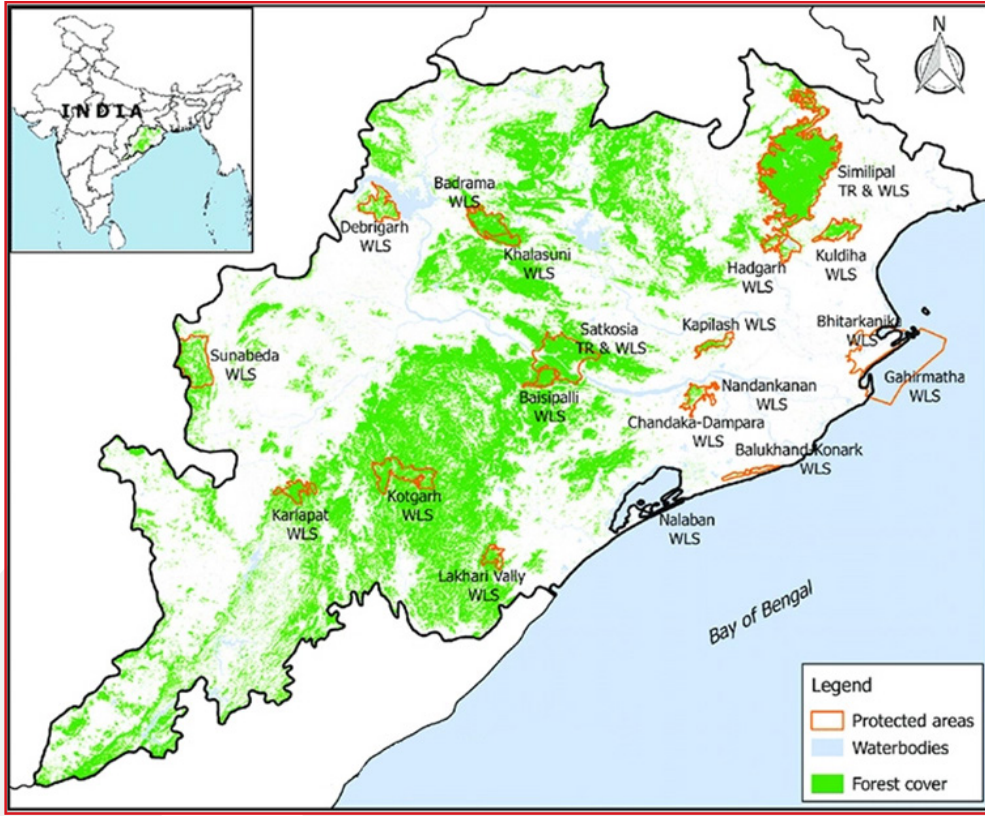 INDIA
N
Similipal
TR & WLS
Badrama
WLS
Debrigarh
WLS
Khalasuni
WLS
Hadgarh
WLS
Kuldiha
WLS
Bhitarkanika
WLS
Satkosia
TR & WLS
Kapilash WLS
Sunabeda
WLS
Gahirmatha
WLS
Baisipalli
WLS
Nandankanan
WLS
Chandaka-Dampara
WLS
Balukhand-Konark
WLS
Karlapat
WLS
Kotgarh
WLS
Nalaban
WLS
Lakhari Vally
WLS
Bay of Bengal
Legend
Protected areas
Waterbodies
Forest cover